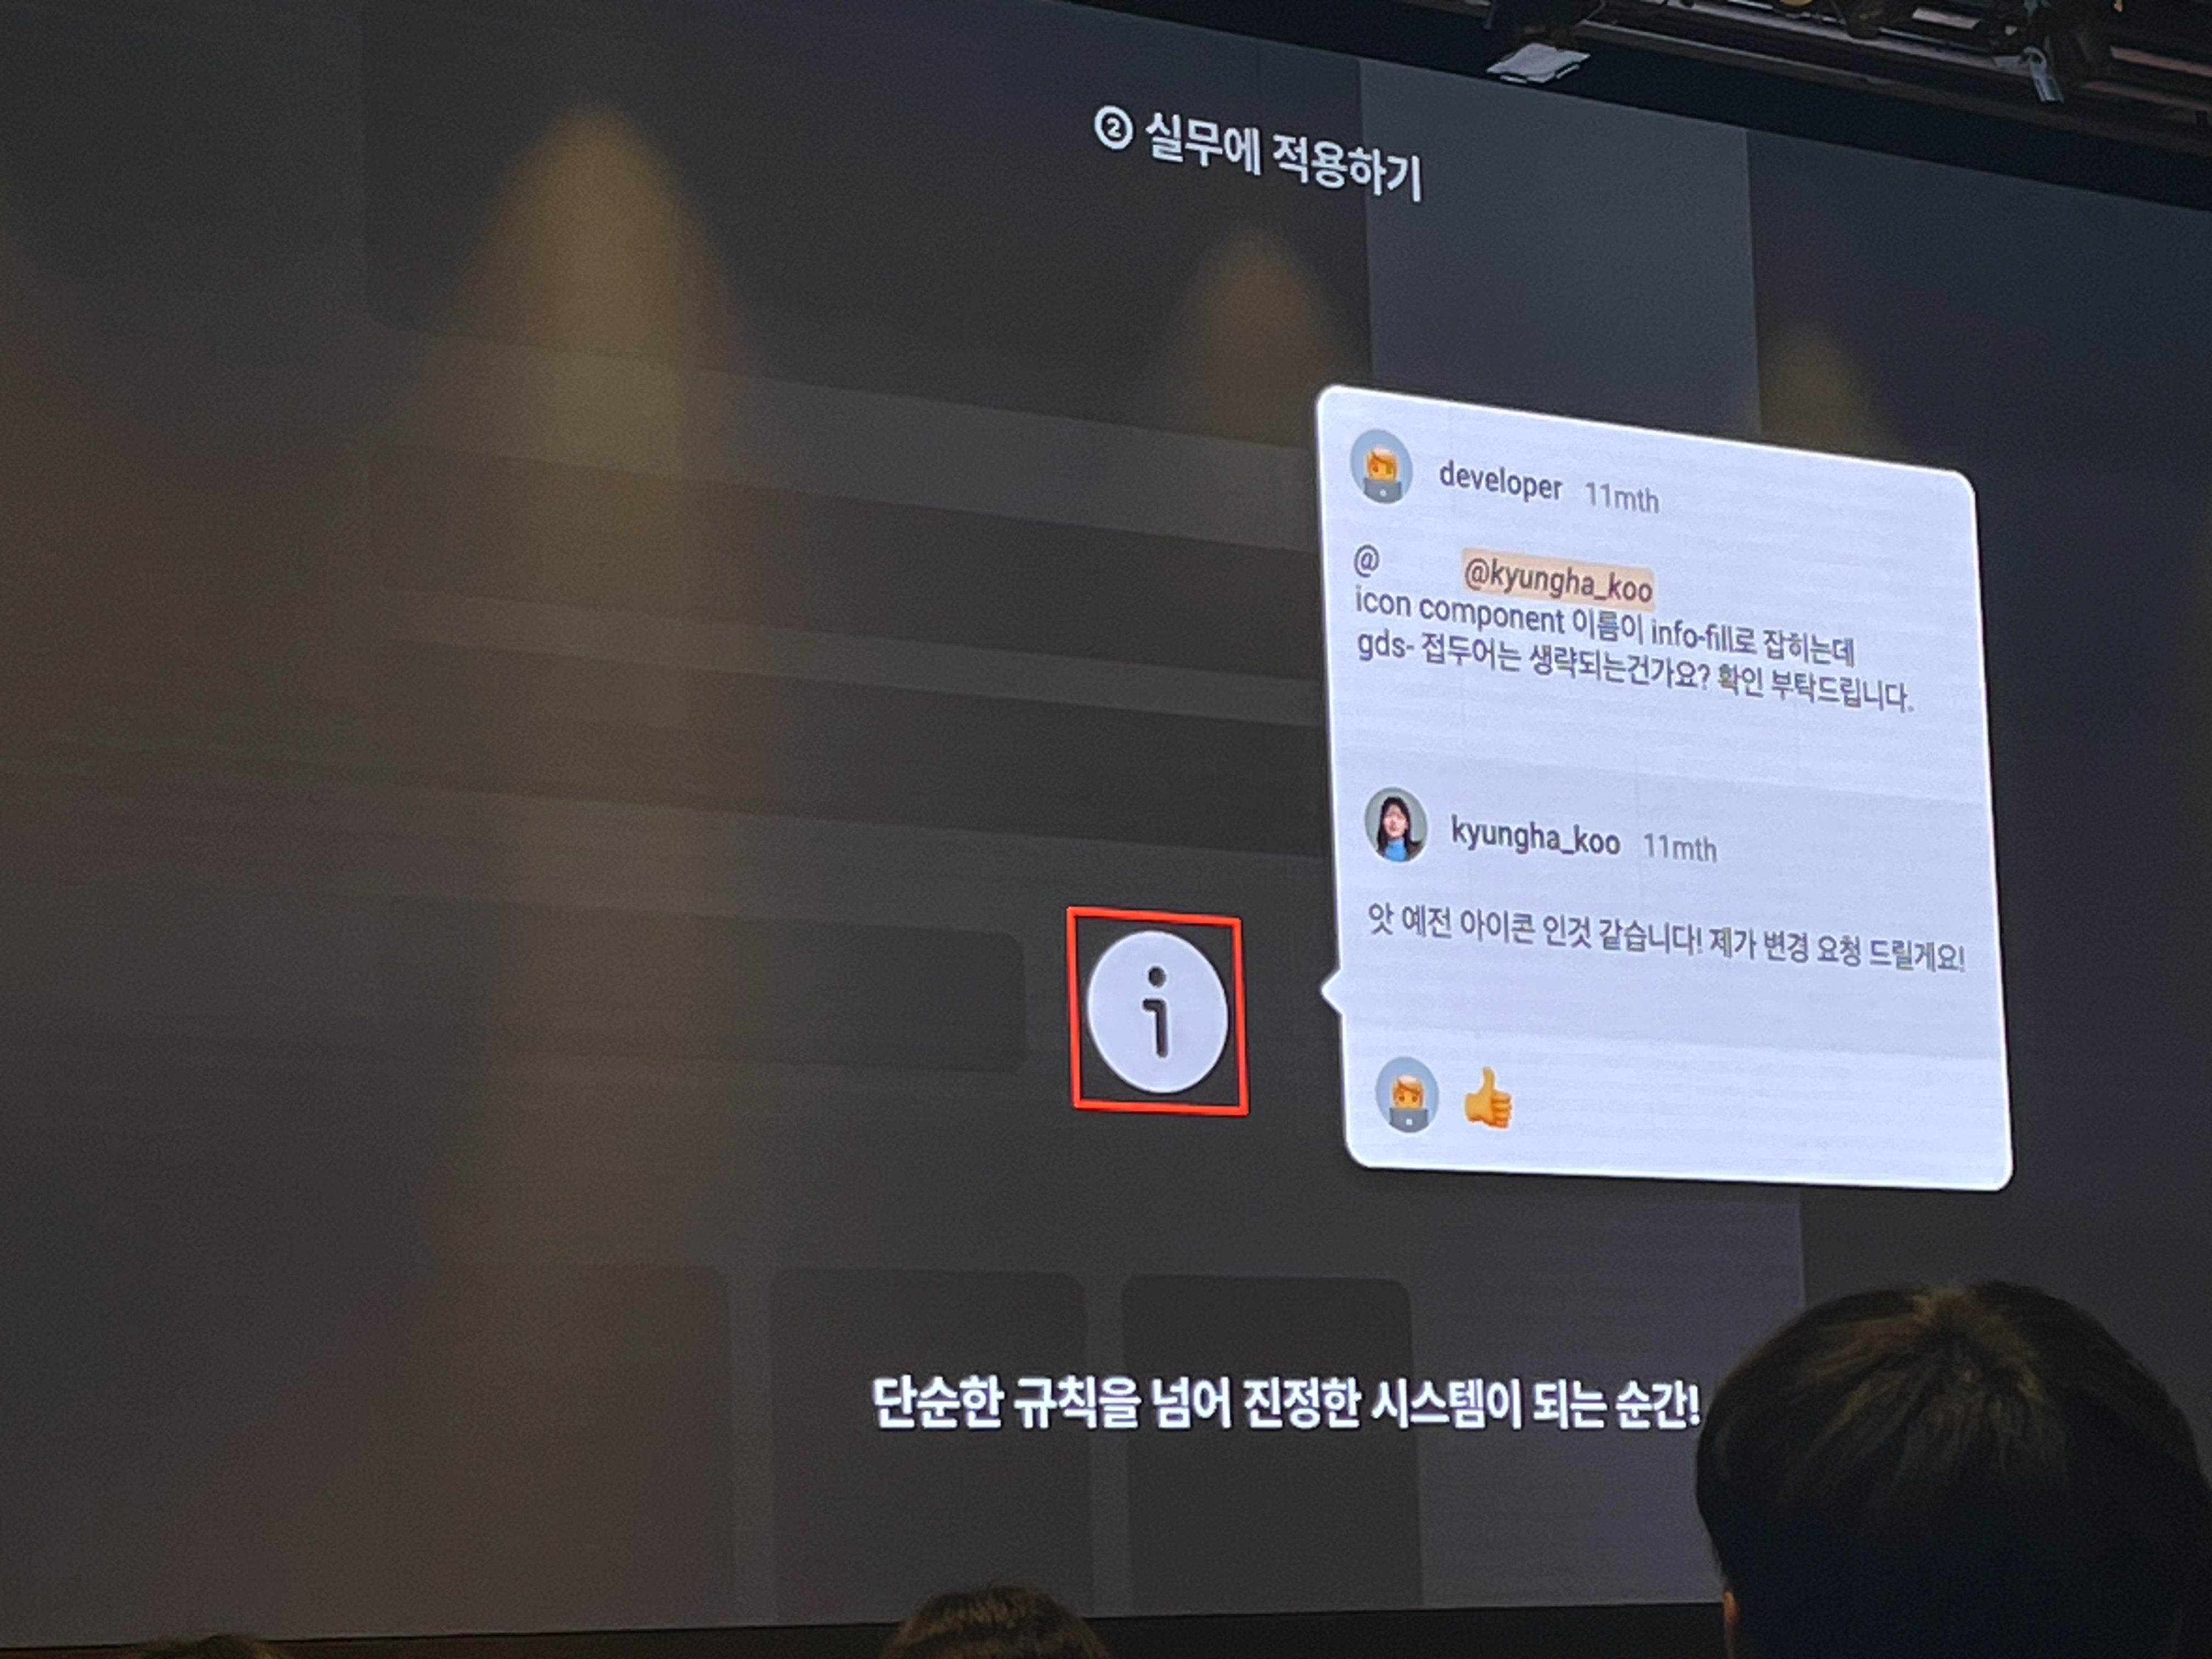 ② 실무에 적용하기
developer 11mth
@ @kyungha_koo
icon component 이름이 info-fill로 잡히는데
gds- 접두어는 생략되는건가요? 확인 부탁드립니다.
kyungha_koo 11mth
앗 예전 아이콘 인것 같습니다! 제가 변경 요청 드릴게요!
단순한 규칙을 넘어 진정한 시스템이 되는 순간!